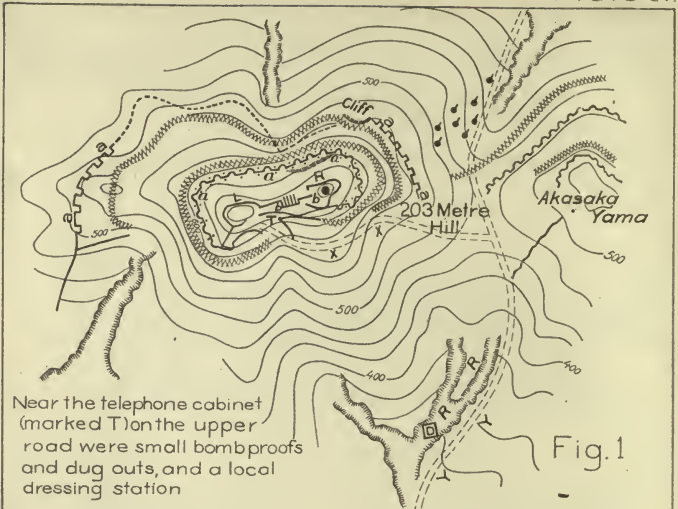 500
Cliff
a
a
a
a
a
a
a
L
H
b
b
T
a
203 Metre
Hill
Akasaka
Yama
x
x
500
500
500
400
400
R
R
Y
Y
Near the telephone cabinet
(marked T) on the upper
road were small bombproofs
and dug outs, and a local
dressing station
Fig. 1